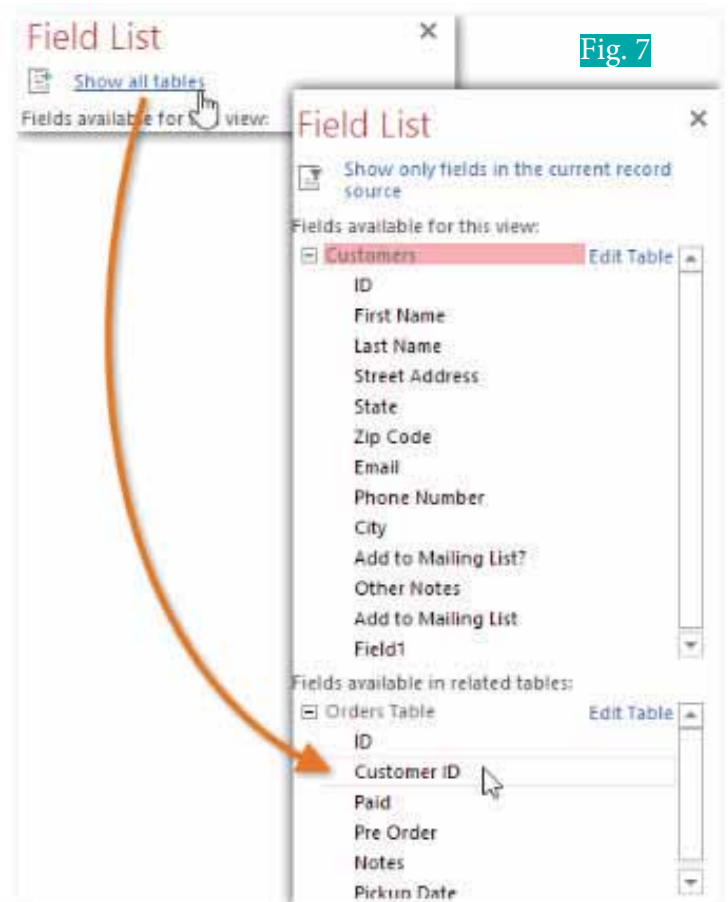 Field List
Show all tables
Fields available for this view:
Fig. 7
Field List
Show only fields in the current record
source
Fields available for this view:
Customers Edit Table
ID
First Name
Last Name
Street Address
State
Zip Code
Email
Phone Number
City
Add to Mailing List?
Other Notes
Add to Mailing List
Field1
Fields available in related tables:
Orders Table Edit Table
ID
Customer ID
Paid
Pre Order
Notes
Pickup Date